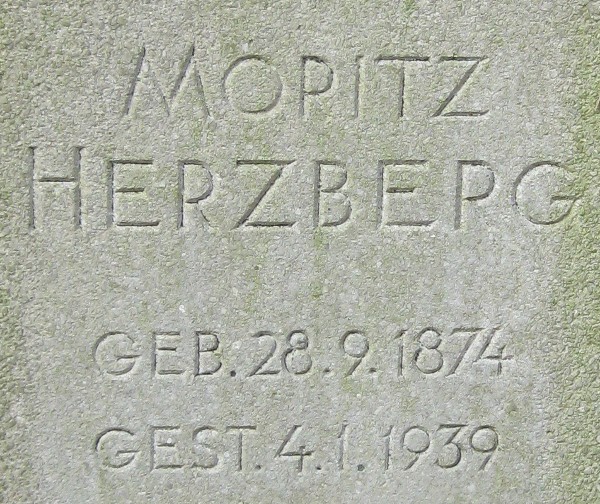 MORITZ
HERZBERG
GEB. 28.9.1874
GEST. 4.1.1939